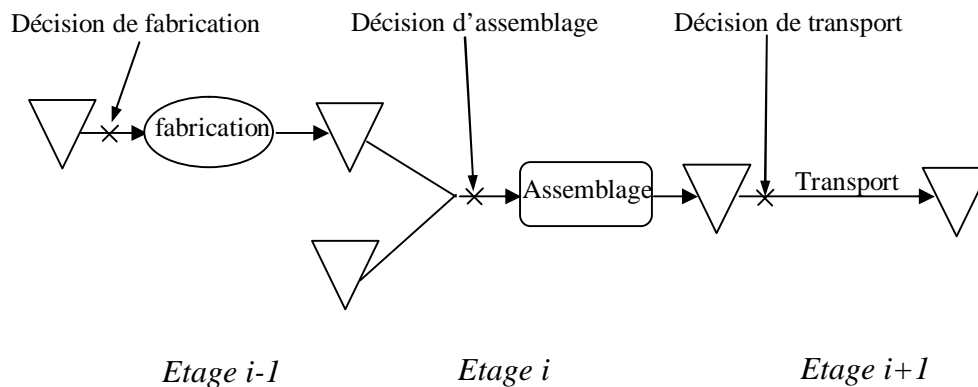 Décision de fabrication
Décision d'assemblage
Décision de transport
fabrication
Assemblage
Transport
Etage i-1
Etage i
Etage i+1